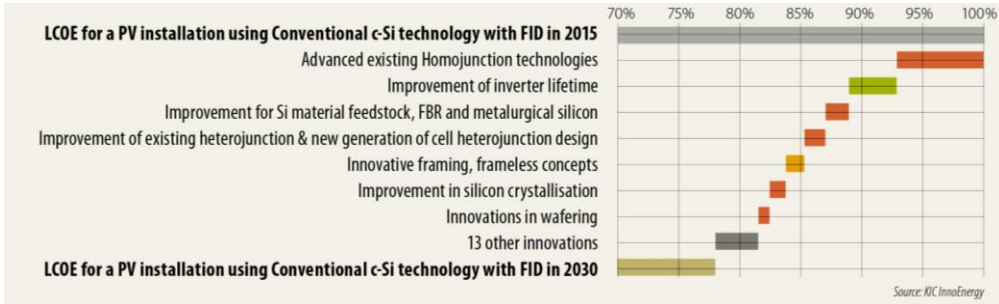 70% 75% 80% 85% 90% 95% 100%
LCOE for a PV installation using Conventional c-Si technology with FID in 2015
Advanced existing Homojunction technologies
Improvement of inverter lifetime
Improvement for Si material feedstock, FBR and metalurgical silicon
Improvement of existing heterojunction & new generation of cell heterojunction design
Innovative framing, frameless concepts
Improvement in silicon crystallisation
Innovations in wafering
13 other innovations
LCOE for a PV installation using Conventional c-Si technology with FID in 2030
Source: KIC InnoEnergy